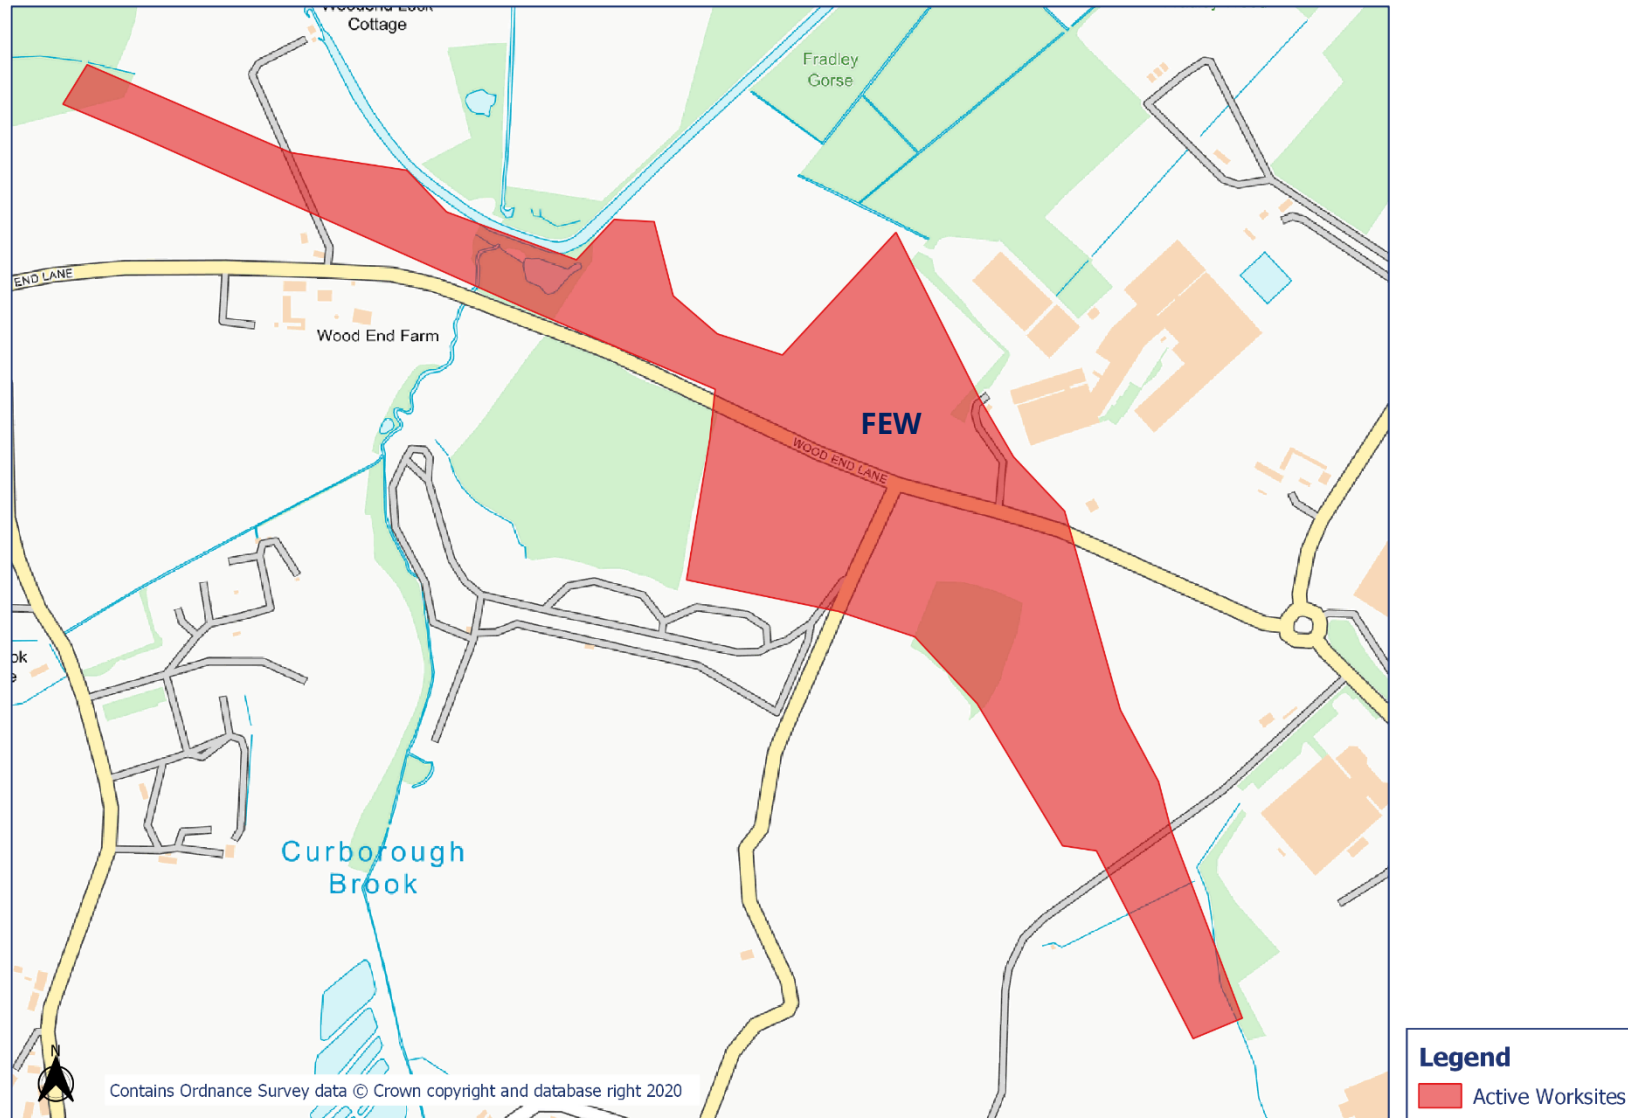 Cottage
Fradley
Gorse
END LANE
Wood End Farm
FEW
WOOD END LANE
Curborough
Brook
N
Contains Ordnance Survey data © Crown copyright and database right 2020
Legend
Active Worksites